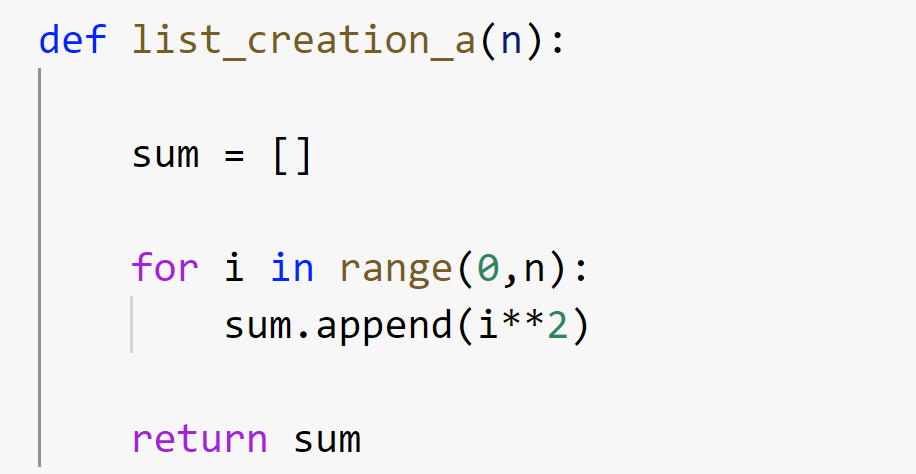 def list_creation_a(n):
    sum = []
    for i in range(0,n):
        sum.append(i**2)
    return sum